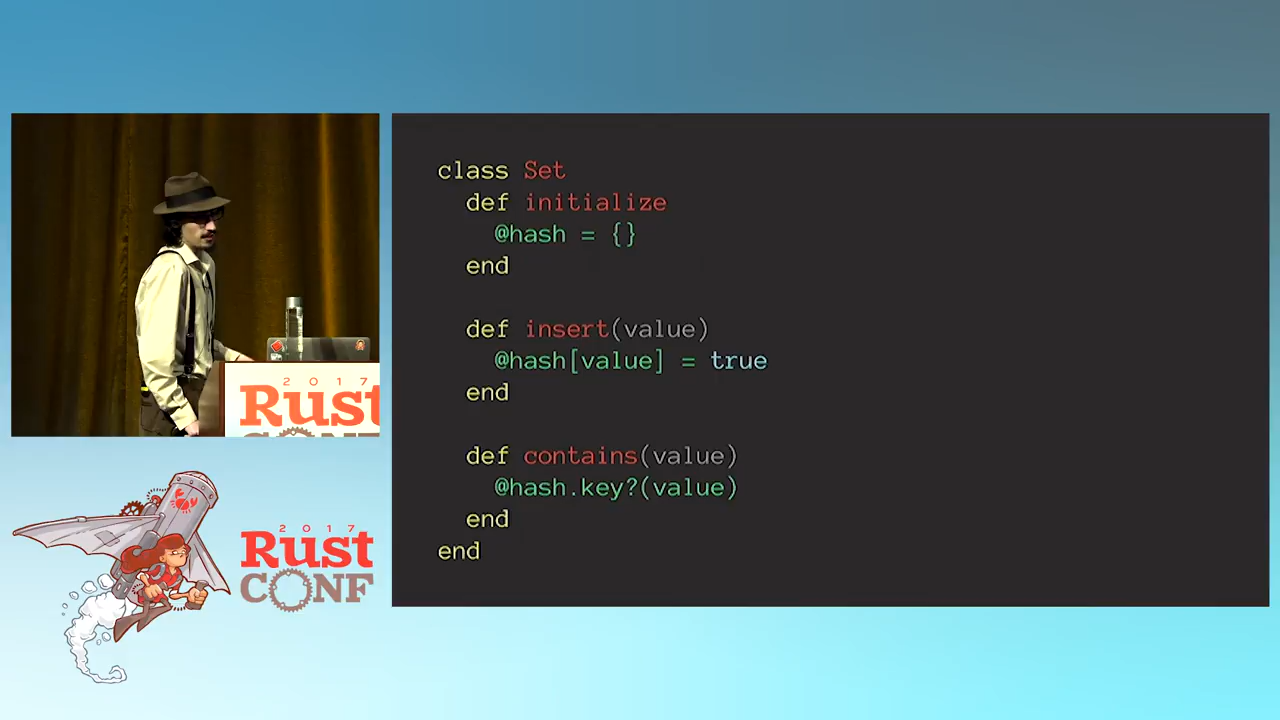 class Set
  def initialize
    @hash = {}
  end

  def insert(value)
    @hash[value] = true
  end

  def contains(value)
    @hash.key?(value)
  end
end
2017
Rust
CONF
2017
Rust
CONF